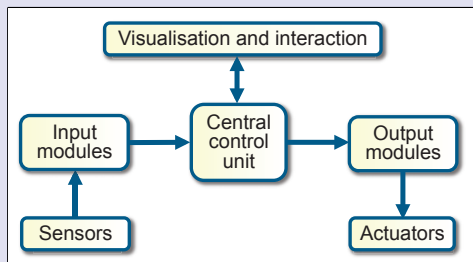 Visualisation and interaction
Input
modules
Central
control
unit
Output
modules
Sensors
Actuators